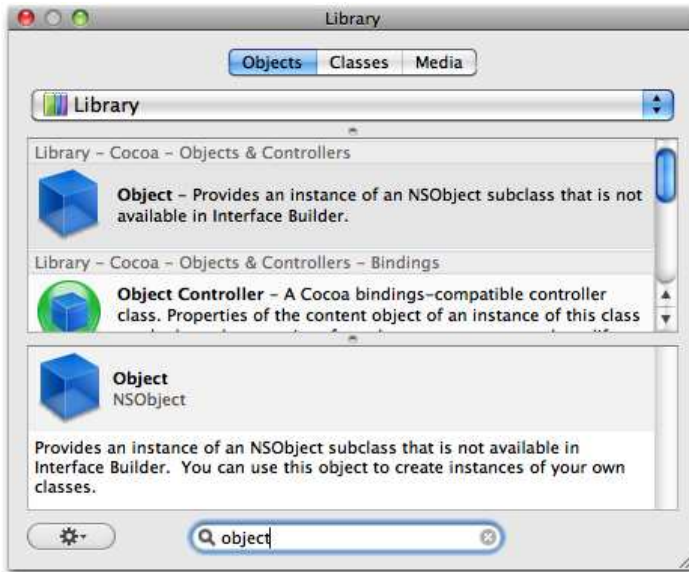 Library
Objects Classes Media
Library
Library – Cocoa – Objects & Controllers
Object – Provides an instance of an NSObject subclass that is not
available in Interface Builder.
Library – Cocoa – Objects & Controllers – Bindings
Object Controller – A Cocoa bindings-compatible controller
class. Properties of the content object of an instance of this class
Object
NSObject
Provides an instance of an NSObject subclass that is not available in
Interface Builder. You can use this object to create instances of your own
classes.
object